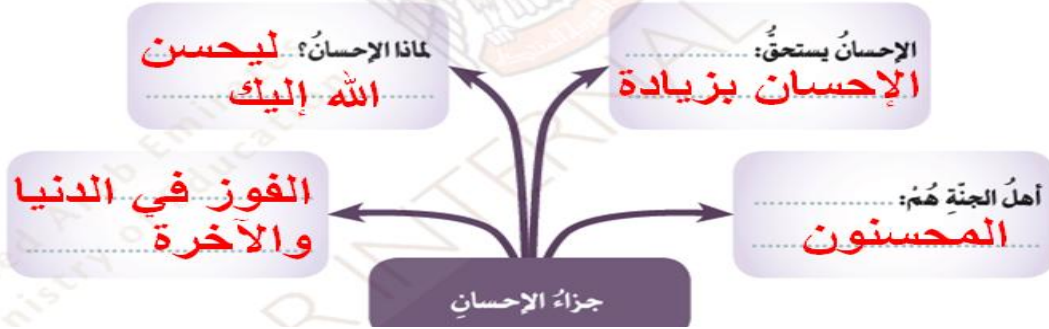 الإحسانُ يستحقُّ:
الإحسان بزيادة
لماذا الإحسانُ؟ ليحسن
الله إليك
أهلُ الجنّةِ هُمْ:
المحسنون
الفوز في الدنيا
والآخرة
جزاءُ الإحسانِ